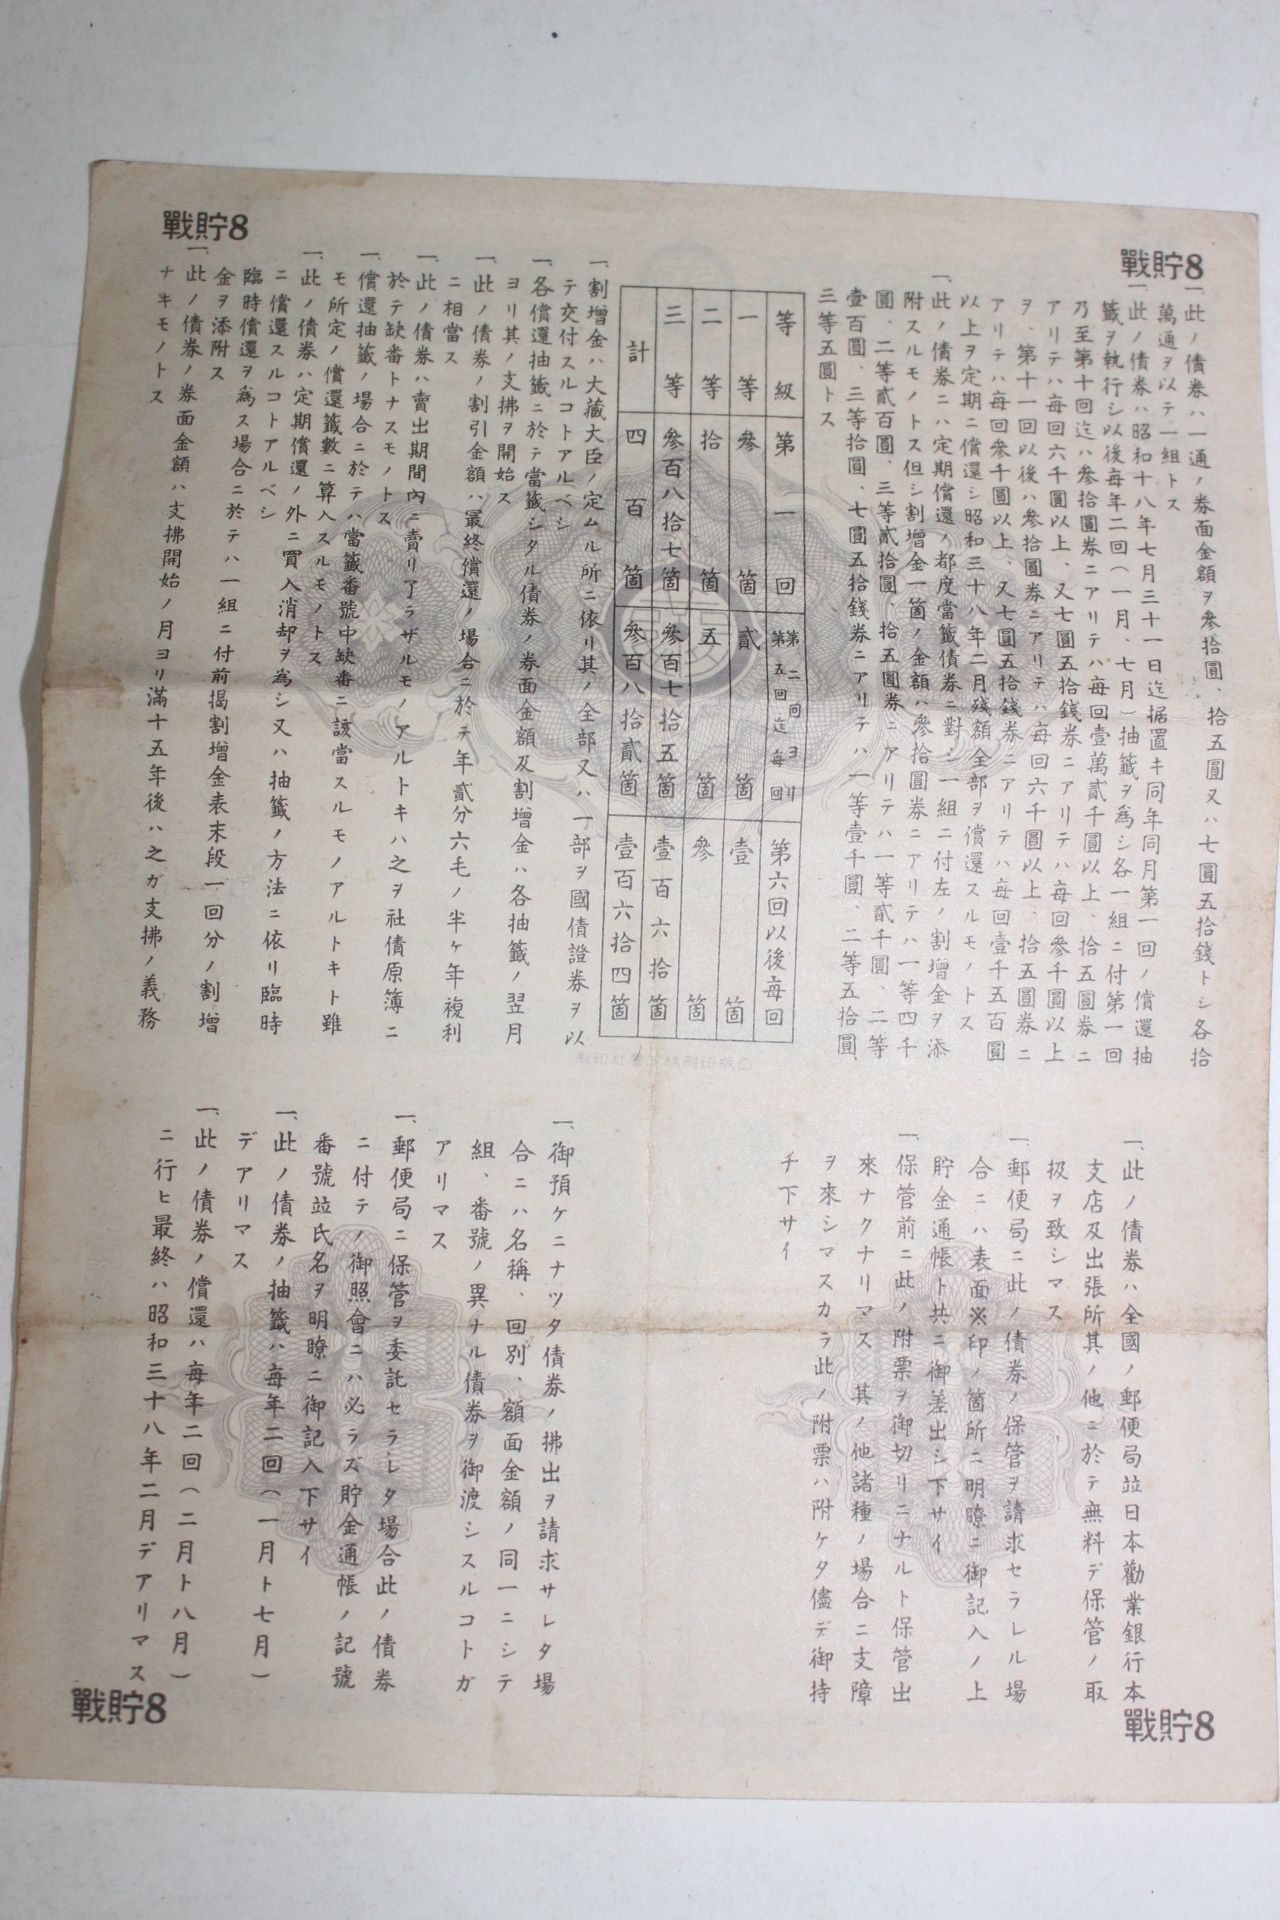 戰貯8
戰貯8
一、此ノ債券ハ一通ノ券面金額ヲ參拾圓、拾五圓又ハ七圓五拾錢トシ各拾
萬通ヲ以テ一組トス
一、此ノ債券ハ昭和十八年七月三十一日迄据置キ同年同月第一回ノ償還抽
籤ヲ執行シ以後每年二回(一月、七月)抽籤ヲ爲シ各一組ニ付第一回
乃至第十回迄ハ參拾圓券ニアリテハ每回壹萬貳千圓以上、拾五圓券ニ
アリテハ每回六千圓以上、又七圓五拾錢券ニアリテハ每回參千圓以上
ヲ、第十一回以後ハ參拾圓券ニアリテハ每回六千圓以上、拾五圓券ニ
アリテハ每回參千圓以上、又七圓五拾錢券ニアリテハ每回壹千五百圓
以上ヲ定期ニ償還シ昭和三十八年二月殘額全部ヲ償還スルモノトス
一、此ノ債券ニハ定期償還ノ都度當籤債券ニ對シ一組ニ付左ノ割增金ヲ添
附スルモノトス但シ割增金一箇ノ金額ハ參拾圓券ニアリテハ一等四千
圓、二等貳百圓、三等貳拾圓、拾五圓券ニアリテハ一等貳千圓、二等
壹百圓、三等拾圓、七圓五拾錢券ニアリテハ一等壹千圓、二等五拾圓、
三等五圓トス
等級 第一回 第二回ヨリ第五回迄每回 第六回以後每回
一等 參箇 貳箇 壹箇
二等 拾箇 五箇 參箇
三等 參百八拾七箇 參百七拾五箇 壹百六拾箇
計 四百箇 參百八拾貳箇 壹百六拾四箇
一、割增金ハ大藏大臣ノ定ムル所ニ依リ其ノ全部又ハ一部ヲ國債證券ヲ以
テ交付スルコトアルベシ
一、各償還抽籤ニ於テ當籤シタル債券ノ券面金額及割增金ハ各抽籤ノ翌月
ヨリ其ノ支拂ヲ開始ス
一、此ノ債券ノ割引金額ハ最終償還ノ場合ニ於テ年貳分六毛ノ半ヶ年複利
ニ相當ス
一、此ノ債券ハ賣出期間內ニ賣リ了ラザルモノアルトキハ之ヲ社債原簿ニ
於テ缺番トナスモノトス
一、償還抽籤ノ場合ニ於テハ當籤番號中缺番ニ該當スルモノアルトキト雖
モ所定ノ償還籤數ニ算入スルモノトス
一、此ノ債券ハ定期償還ノ外ニ買入消却ヲ爲シ又ハ抽籤ノ方法ニ依リ臨時
ニ償還スルコトアルベシ
臨時償還ヲ爲ス場合ニ於テハ一組ニ付前揭割增金表末段一回分ノ割增
金ヲ添附ス
一、此ノ債券ノ券面金額ハ支拂開始ノ月ヨリ滿十五年後ハ之ガ支拂ノ義務
ナキモノトス
凸版印刷株式會社印刷
一、此ノ債券ハ全國ノ郵便局竝日本勸業銀行本
支店及出張所其ノ他ニ於テ無料デ保管ノ取
扱ヲ致シマス
一、郵便局ニ此ノ債券ノ保管ヲ請求セラレル場
合ニハ表面※印ノ箇所ニ明瞭ニ御記入ノ上
貯金通帳ト共ニ御差出シ下サイ
一、保管前ニ此ノ附票ヲ御切リニナルト保管出
來ナクナリマス 其ノ他諸種ノ場合ニ支障
ヲ來シマスカラ此ノ附票ハ附ケタ儘デ御持
チ下サイ
一、御預ケニナツタ債券ノ拂出ヲ請求サレタ場
合ニハ名稱、回別、額面金額ノ同一ニシテ
組、番號ノ異ナル債券ヲ御渡シスルコトガ
アリマス
一、郵便局ニ保管ヲ委託セラレタ場合此ノ債券
ニ付テノ御照會ニハ必ラズ貯金通帳ノ記號
番號竝氏名ヲ明瞭ニ御記入下サイ
一、此ノ債券ノ抽籤ハ每年二回(一月ト七月)
デアリマス
一、此ノ債券ノ償還ハ每年二回(二月ト八月)
ニ行ヒ最終ハ昭和三十八年二月デアリマス
戰貯8
戰貯8